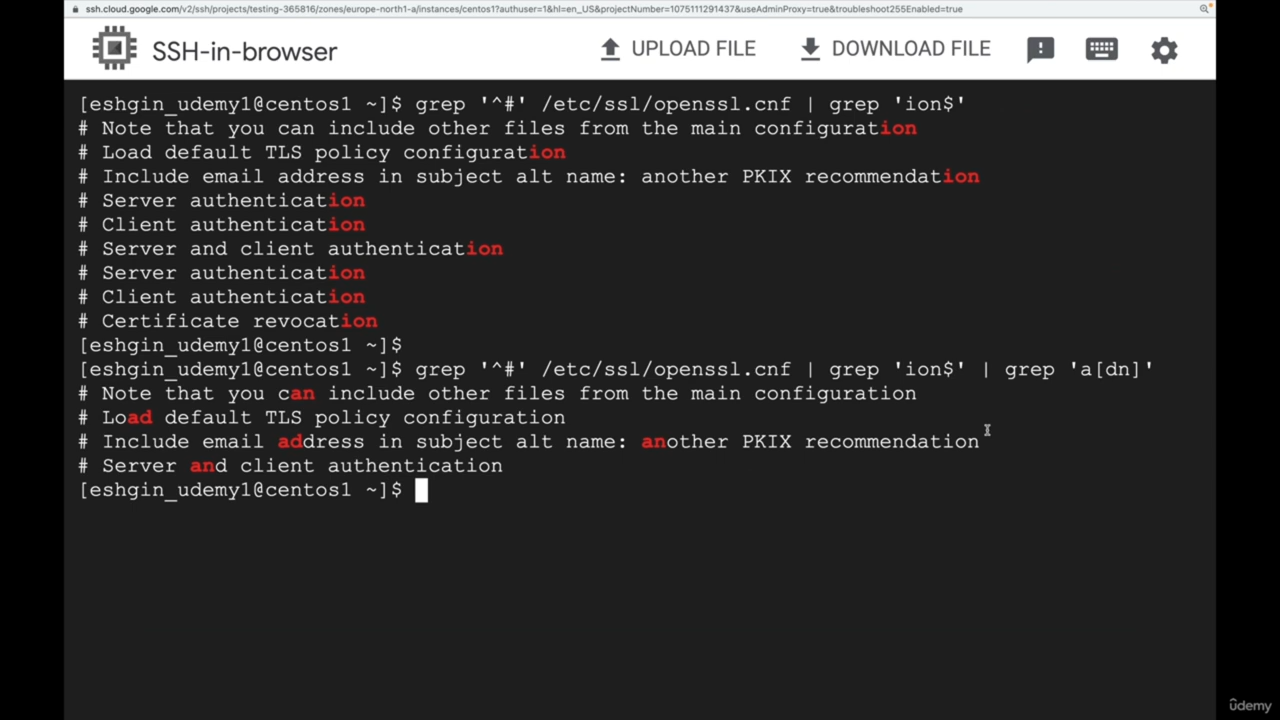 ssh.cloud.google.com/v2/ssh/projects/testing-365816/zones/europe-north1-a/instances/centos1?authuser=1&hl=en_US&projectNumber=1075111291437&useAdminProxy=true&troubleshoot255Enabled=true
SSH-in-browser
UPLOAD FILE
DOWNLOAD FILE
[eshgin_udemy1@centos1 ~]$ grep '^#' /etc/ssl/openssl.cnf | grep 'ion$'
# Note that you can include other files from the main configuration
# Load default TLS policy configuration
# Include email address in subject alt name: another PKIX recommendation
# Server authentication
# Client authentication
# Server and client authentication
# Server authentication
# Client authentication
# Certificate revocation
[eshgin_udemy1@centos1 ~]$
[eshgin_udemy1@centos1 ~]$ grep '^#' /etc/ssl/openssl.cnf | grep 'ion$' | grep 'a[dn]'
# Note that you can include other files from the main configuration
# Load default TLS policy configuration
# Include email address in subject alt name: another PKIX recommendation
# Server and client authentication
[eshgin_udemy1@centos1 ~]$
udemy